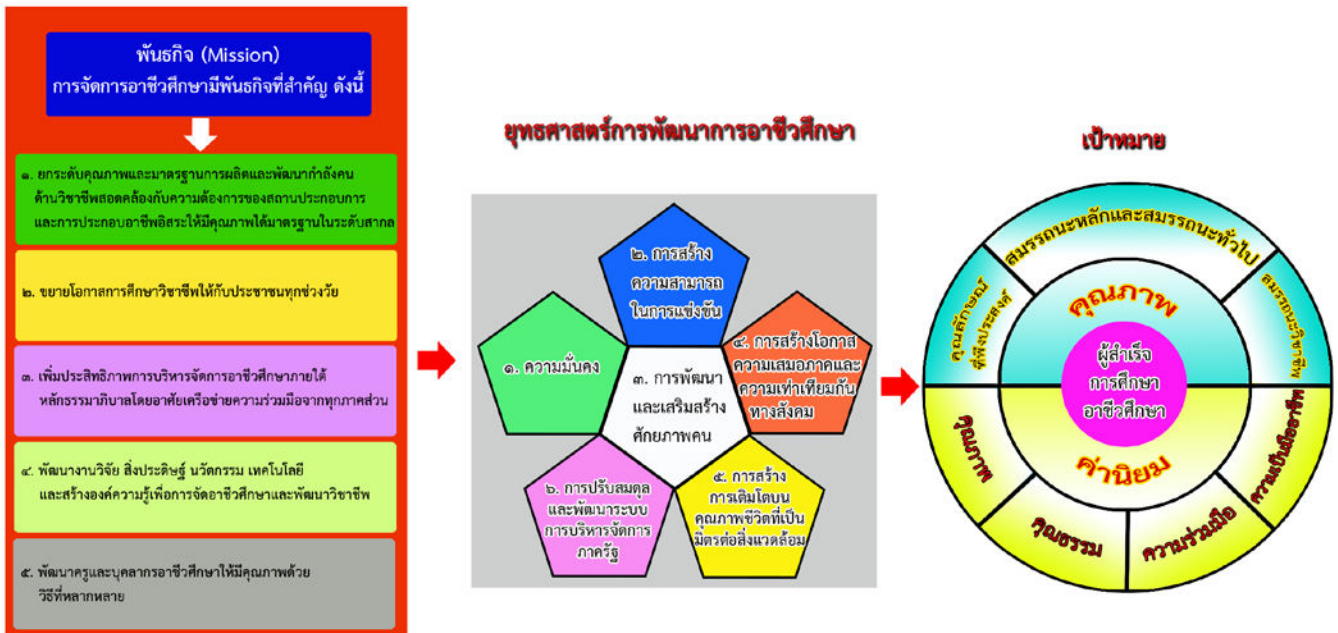 พันธกิจ (Mission)
การจัดการอาชีวศึกษามีพันธกิจที่สำคัญ ดังนี้
๑. ยกระดับคุณภาพและมาตรฐานการผลิตและพัฒนากำลังคน
ด้านวิชาชีพสอดคล้องกับความต้องการของสถานประกอบการ
และการประกอบอาชีพอิสระให้มีคุณภาพได้มาตรฐานในระดับสากล
๒. ขยายโอกาสการศึกษาวิชาชีพให้กับประชาชนทุกช่วงวัย
๓. เพิ่มประสิทธิภาพการบริหารจัดการอาชีวศึกษาภายใต้
หลักธรรมาภิบาลโดยอาศัยเครือข่ายความร่วมมือจากทุกภาคส่วน
๔. พัฒนางานวิจัย สิ่งประดิษฐ์ นวัตกรรม เทคโนโลยี
และสร้างองค์ความรู้เพื่อการจัดอาชีวศึกษาและพัฒนาวิชาชีพ
๕. พัฒนาครูและบุคลากรอาชีวศึกษาให้มีคุณภาพด้วย
วิธีที่หลากหลาย
ยุทธศาสตร์การพัฒนาการอาชีวศึกษา
๑. ความมั่นคง
๒. การสร้าง
ความสามารถ
ในการแข่งขัน
๓. การพัฒนา
และเสริมสร้าง
ศักยภาพคน
๔. การสร้างโอกาส
ความเสมอภาคและ
ความเท่าเทียมกัน
ทางสังคม
๕. การสร้าง
การเติบโตบน
คุณภาพชีวิตที่เป็น
มิตรต่อสิ่งแวดล้อม
๖. การปรับสมดุล
และพัฒนาระบบ
การบริหารจัดการ
ภาครัฐ
เป้าหมาย
คุณลักษณ์
ที่พึงประสงค์
สมรรถนะหลักและสมรรถนะทั่วไป
สมรรถนะวิชาชีพ
คุณภาพ
ผู้สำเร็จ
การศึกษา
อาชีวศึกษา
ค่านิยม
คุณภาพ
คุณธรรม
ความร่วมมือ
ความเป็นมืออาชีพ